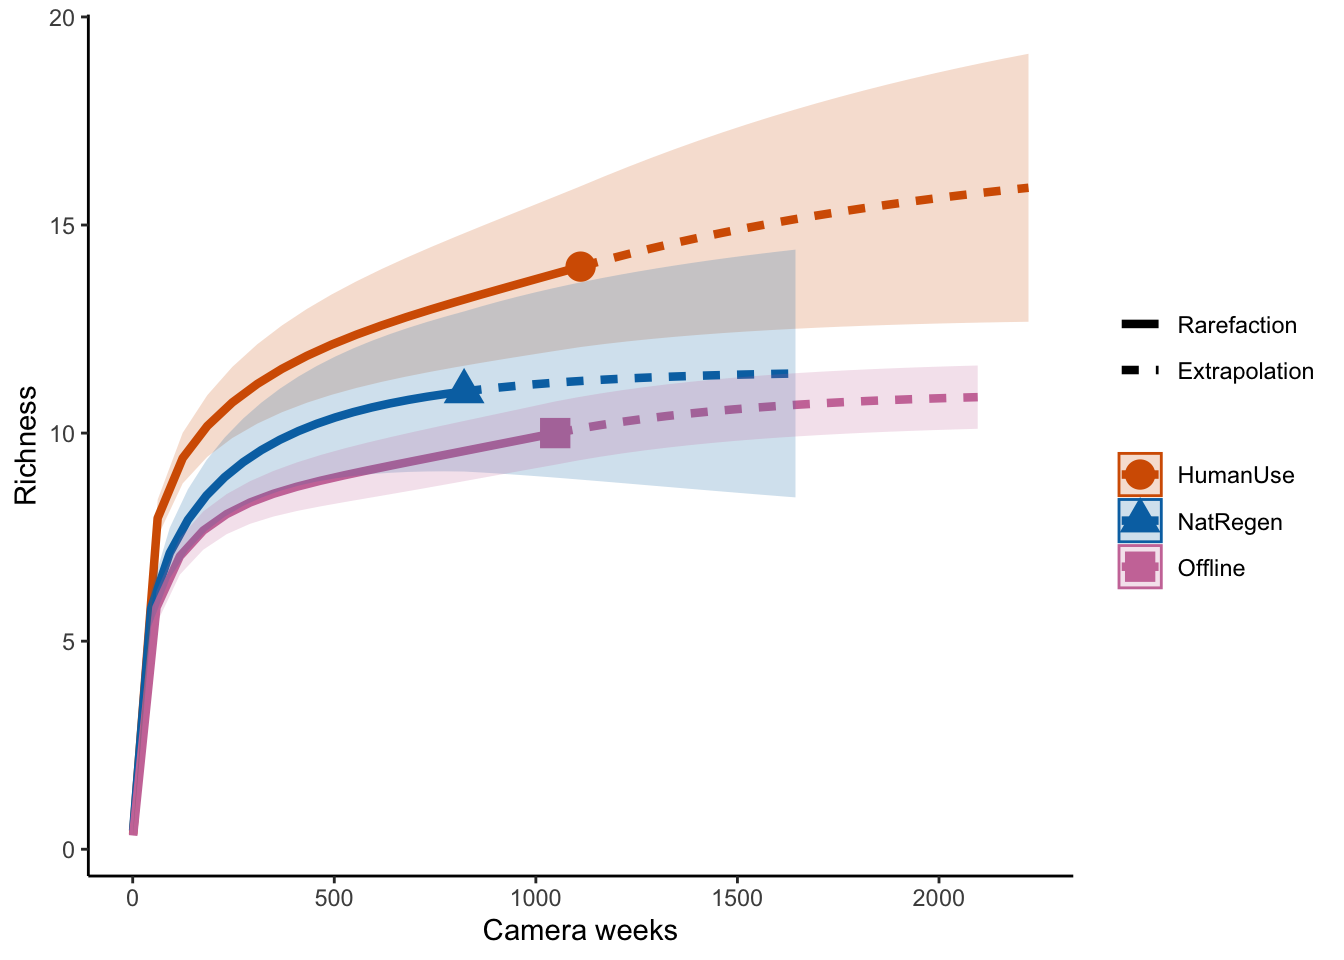 20
15
10
5
0
Richness
0 500 1000 1500 2000
Camera weeks
Rarefaction
Extrapolation
HumanUse
NatRegen
Offline